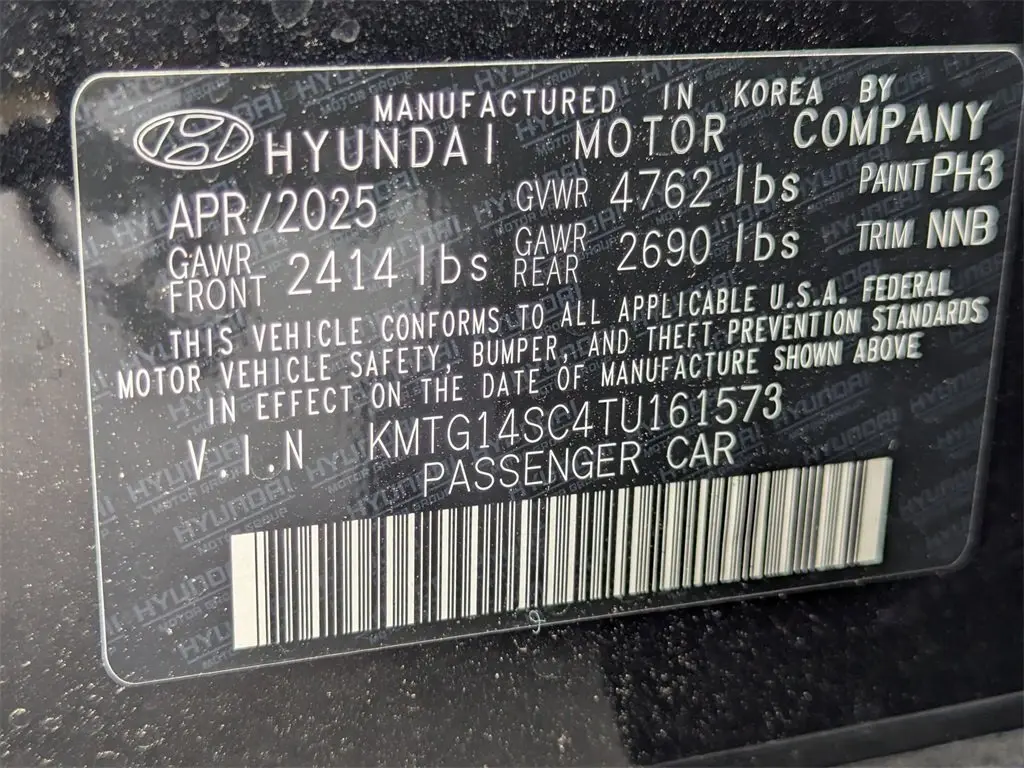 MANUFACTURED IN KOREA BY
HYUNDAI MOTOR COMPANY
APR/2025 GVWR 4762 lbs PAINT PH3
GAWR FRONT 2414 lbs GAWR REAR 2690 lbs TRIM NNB
THIS VEHICLE CONFORMS TO ALL APPLICABLE U.S.A. FEDERAL
MOTOR VEHICLE SAFETY, BUMPER, AND THEFT PREVENTION STANDARDS
IN EFFECT ON THE DATE OF MANUFACTURE SHOWN ABOVE
V.I.N KMTG14SC4TU161573
PASSENGER CAR